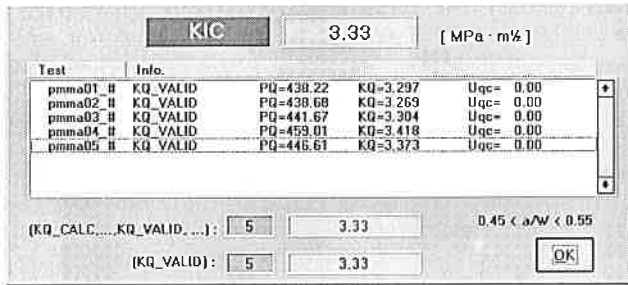 KIC 3.33 [ MPa · m½ ]
Test Info.
pmma01_# KQ_VALID PQ=438.22 KQ=3.297 Uqc= 0.00
pmma02_# KQ_VALID PQ=438.68 KQ=3.269 Uqc= 0.00
pmma03_# KQ_VALID PQ=441.67 KQ=3.304 Uqc= 0.00
pmma04_# KQ_VALID PQ=459.01 KQ=3.418 Uqc= 0.00
pmma05_# KQ_VALID PQ=446.61 KQ=3.373 Uqc= 0.00
(KQ_CALC,...,KQ_VALID, ...) : 5 3.33 0.45 < a/W < 0.55
(KQ_VALID) : 5 3.33 OK